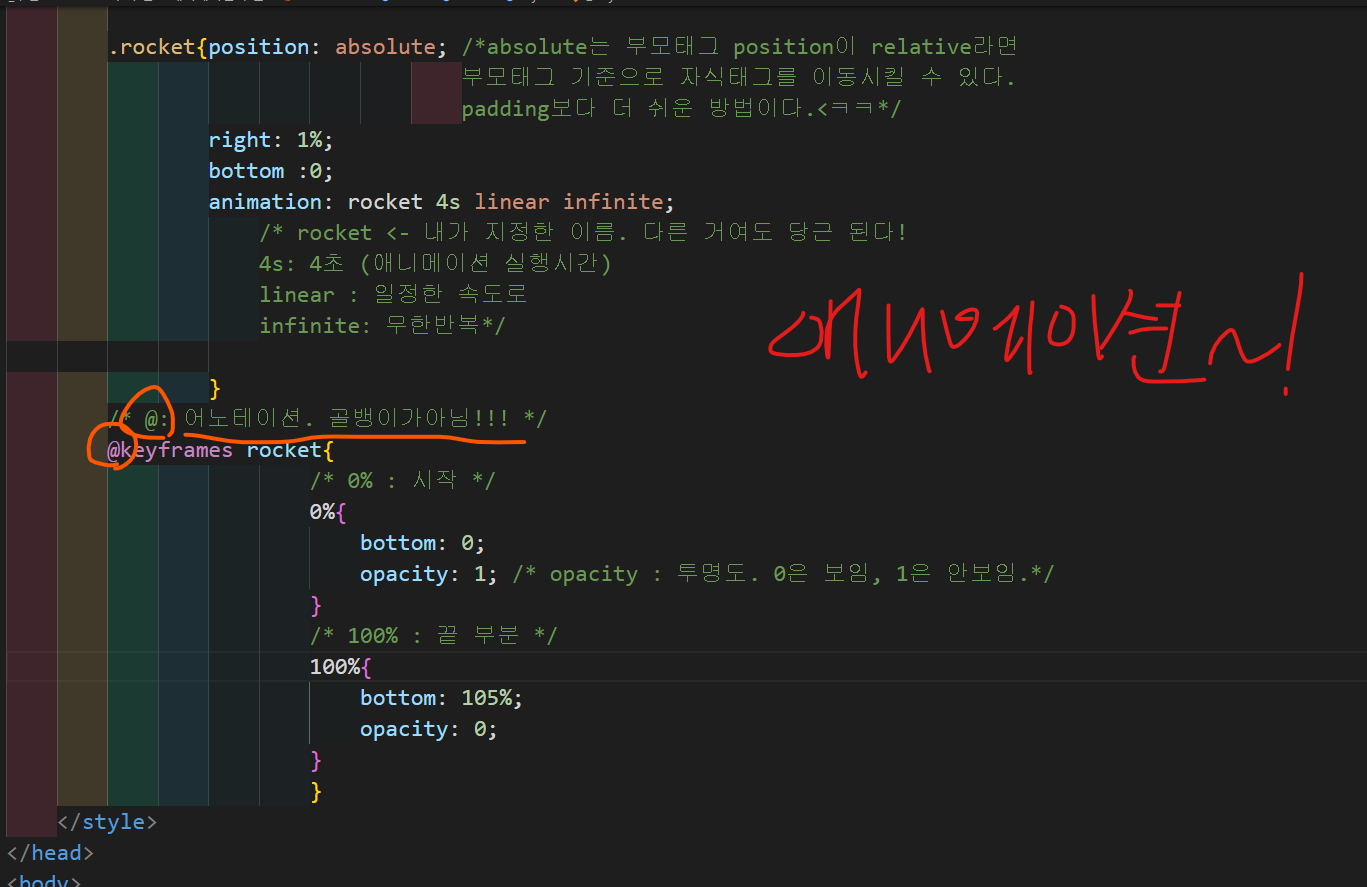 .rocket{position: absolute; /*absolute는 부모태그 position이 relative라면
부모태그 기준으로 자식태그를 이동시킬 수 있다.
padding보다 더 쉬운 방법이다.<ㅋㅋ*/
right: 1%;
bottom :0;
animation: rocket 4s linear infinite;
/* rocket <- 내가 지정한 이름. 다른 거여도 당근 된다!
4s: 4초 (애니메이션 실행시간)
linear : 일정한 속도로
infinite: 무한반복*/
애니메이션~!
}
/* @: 어노테이션. 골뱅이가아님!!! */
@keyframes rocket{
/* 0% : 시작 */
0%{
bottom: 0;
opacity: 1; /* opacity : 투명도. 0은 보임, 1은 안보임.*/
}
/* 100% : 끝 부분 */
100%{
bottom: 105%;
opacity: 0;
}
}
</style>
</head>
<body>